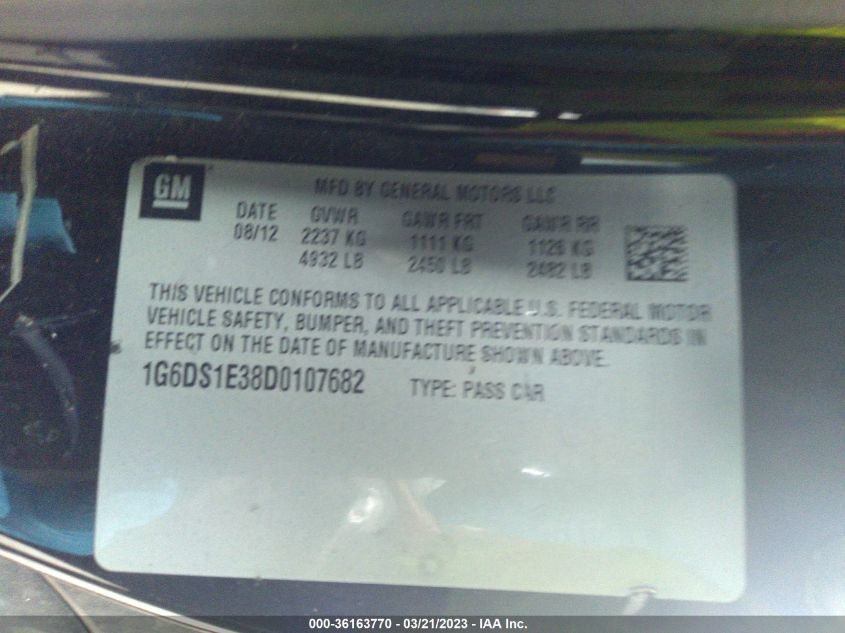 GM
MFD BY GENERAL MOTORS LLC
DATE GVWR GAWR FRT GAWR RR
08/12 2237 KG 1111 KG 1126 KG
4932 LB 2450 LB 2482 LB
THIS VEHICLE CONFORMS TO ALL APPLICABLE U.S. FEDERAL MOTOR
VEHICLE SAFETY, BUMPER, AND THEFT PREVENTION STANDARDS IN
EFFECT ON THE DATE OF MANUFACTURE SHOWN ABOVE.
1G6DS1E38D0107682 TYPE: PASS CAR
000-36163770 - 03/21/2023 - IAA Inc.